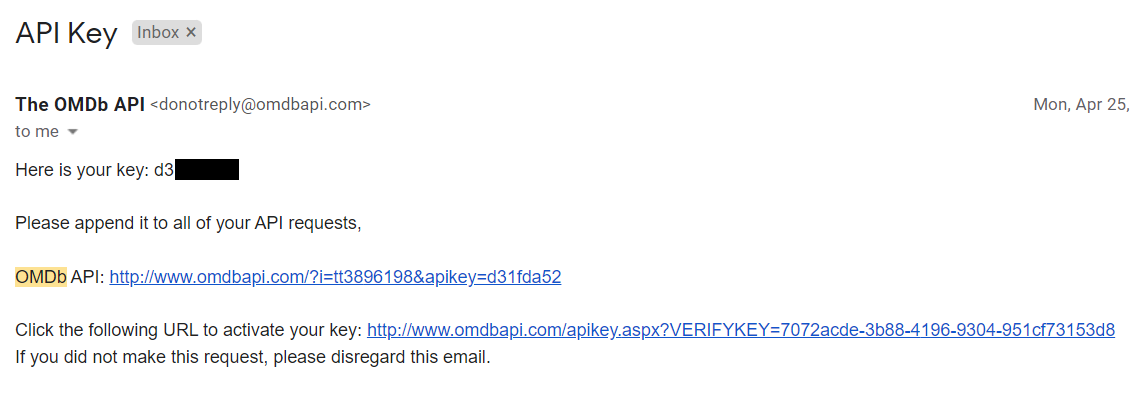 API Key Inbox ×
The OMDb API <donotreply@omdbapi.com> Mon, Apr 25,
to me
Here is your key: d3
Please append it to all of your API requests,
OMDb API: http://www.omdbapi.com/?i=tt3896198&apikey=d31fda52
Click the following URL to activate your key: http://www.omdbapi.com/apikey.aspx?VERIFYKEY=7072acde-3b88-4196-9304-951cf73153d8
If you did not make this request, please disregard this email.